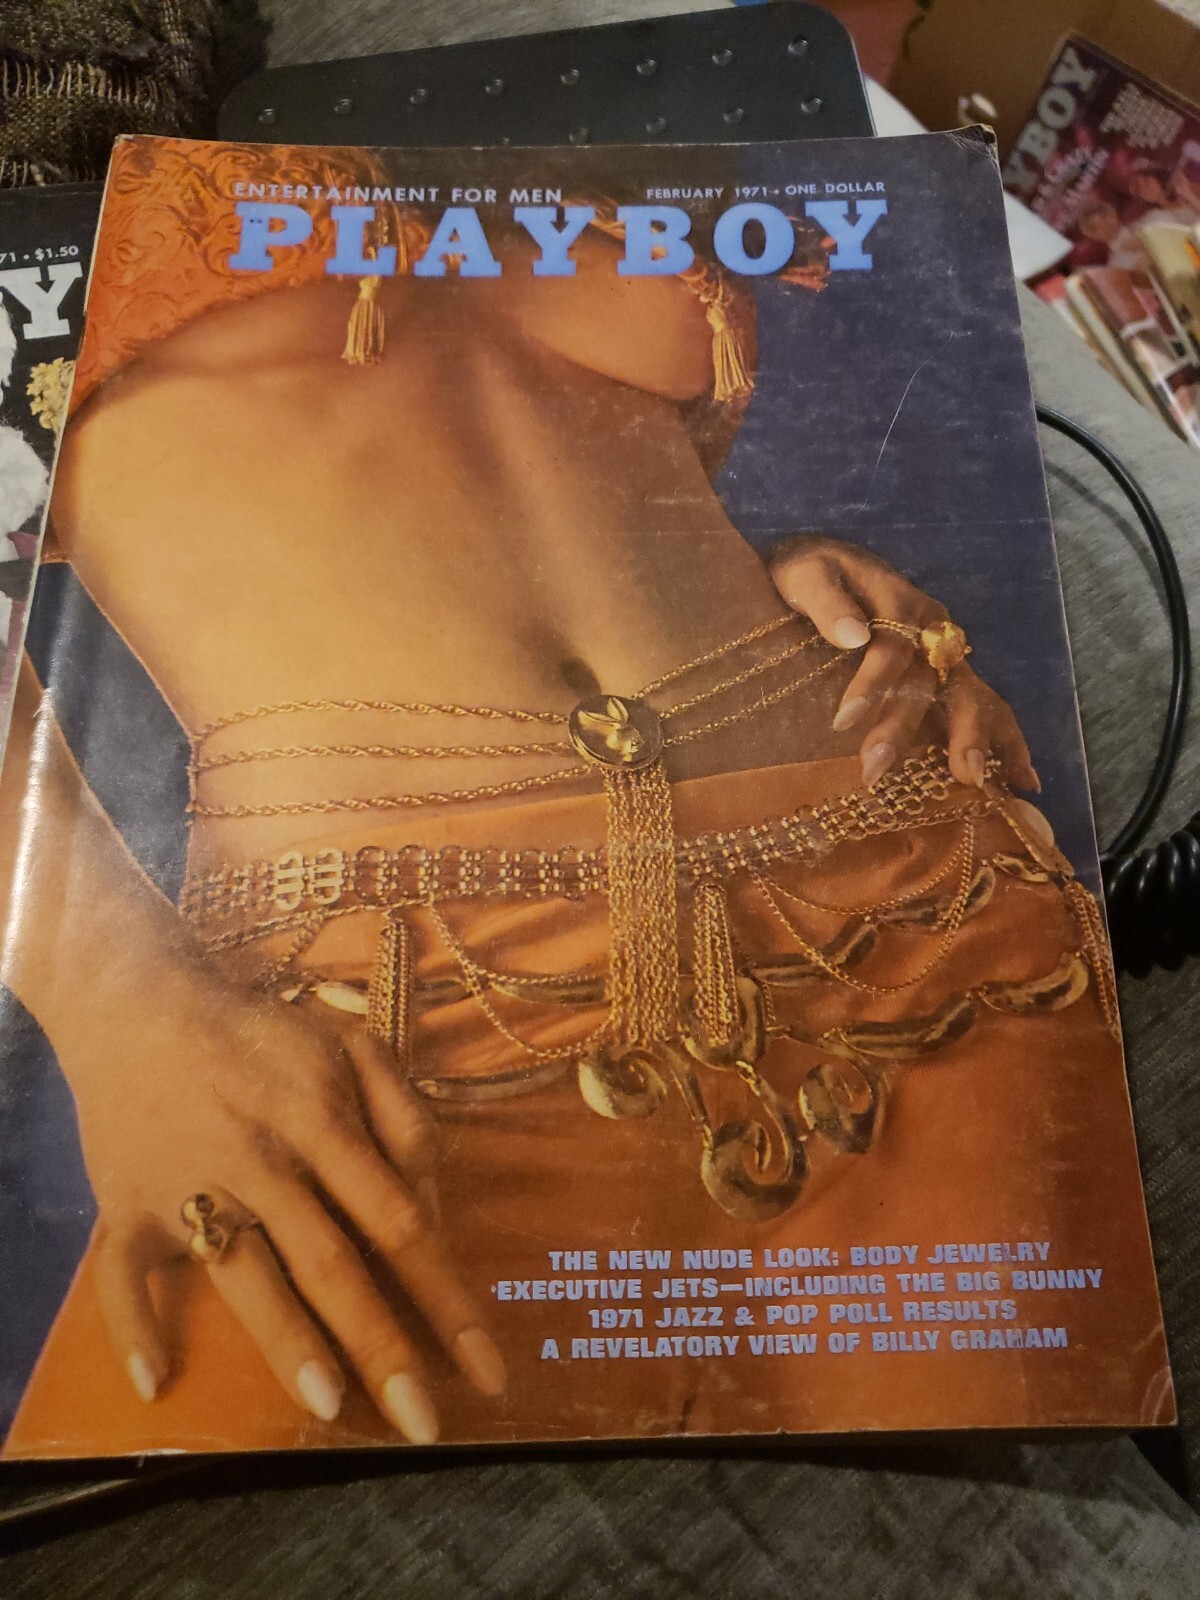 ENTERTAINMENT FOR MEN
FEBRUARY 1971 • ONE DOLLAR
PLAYBOY
71 • $1.50
Y
YBOY
THE NEW NUDE LOOK: BODY JEWELRY
EXECUTIVE JETS—INCLUDING THE BIG BUNNY
1971 JAZZ & POP POLL RESULTS
A REVELATORY VIEW OF BILLY GRAHAM